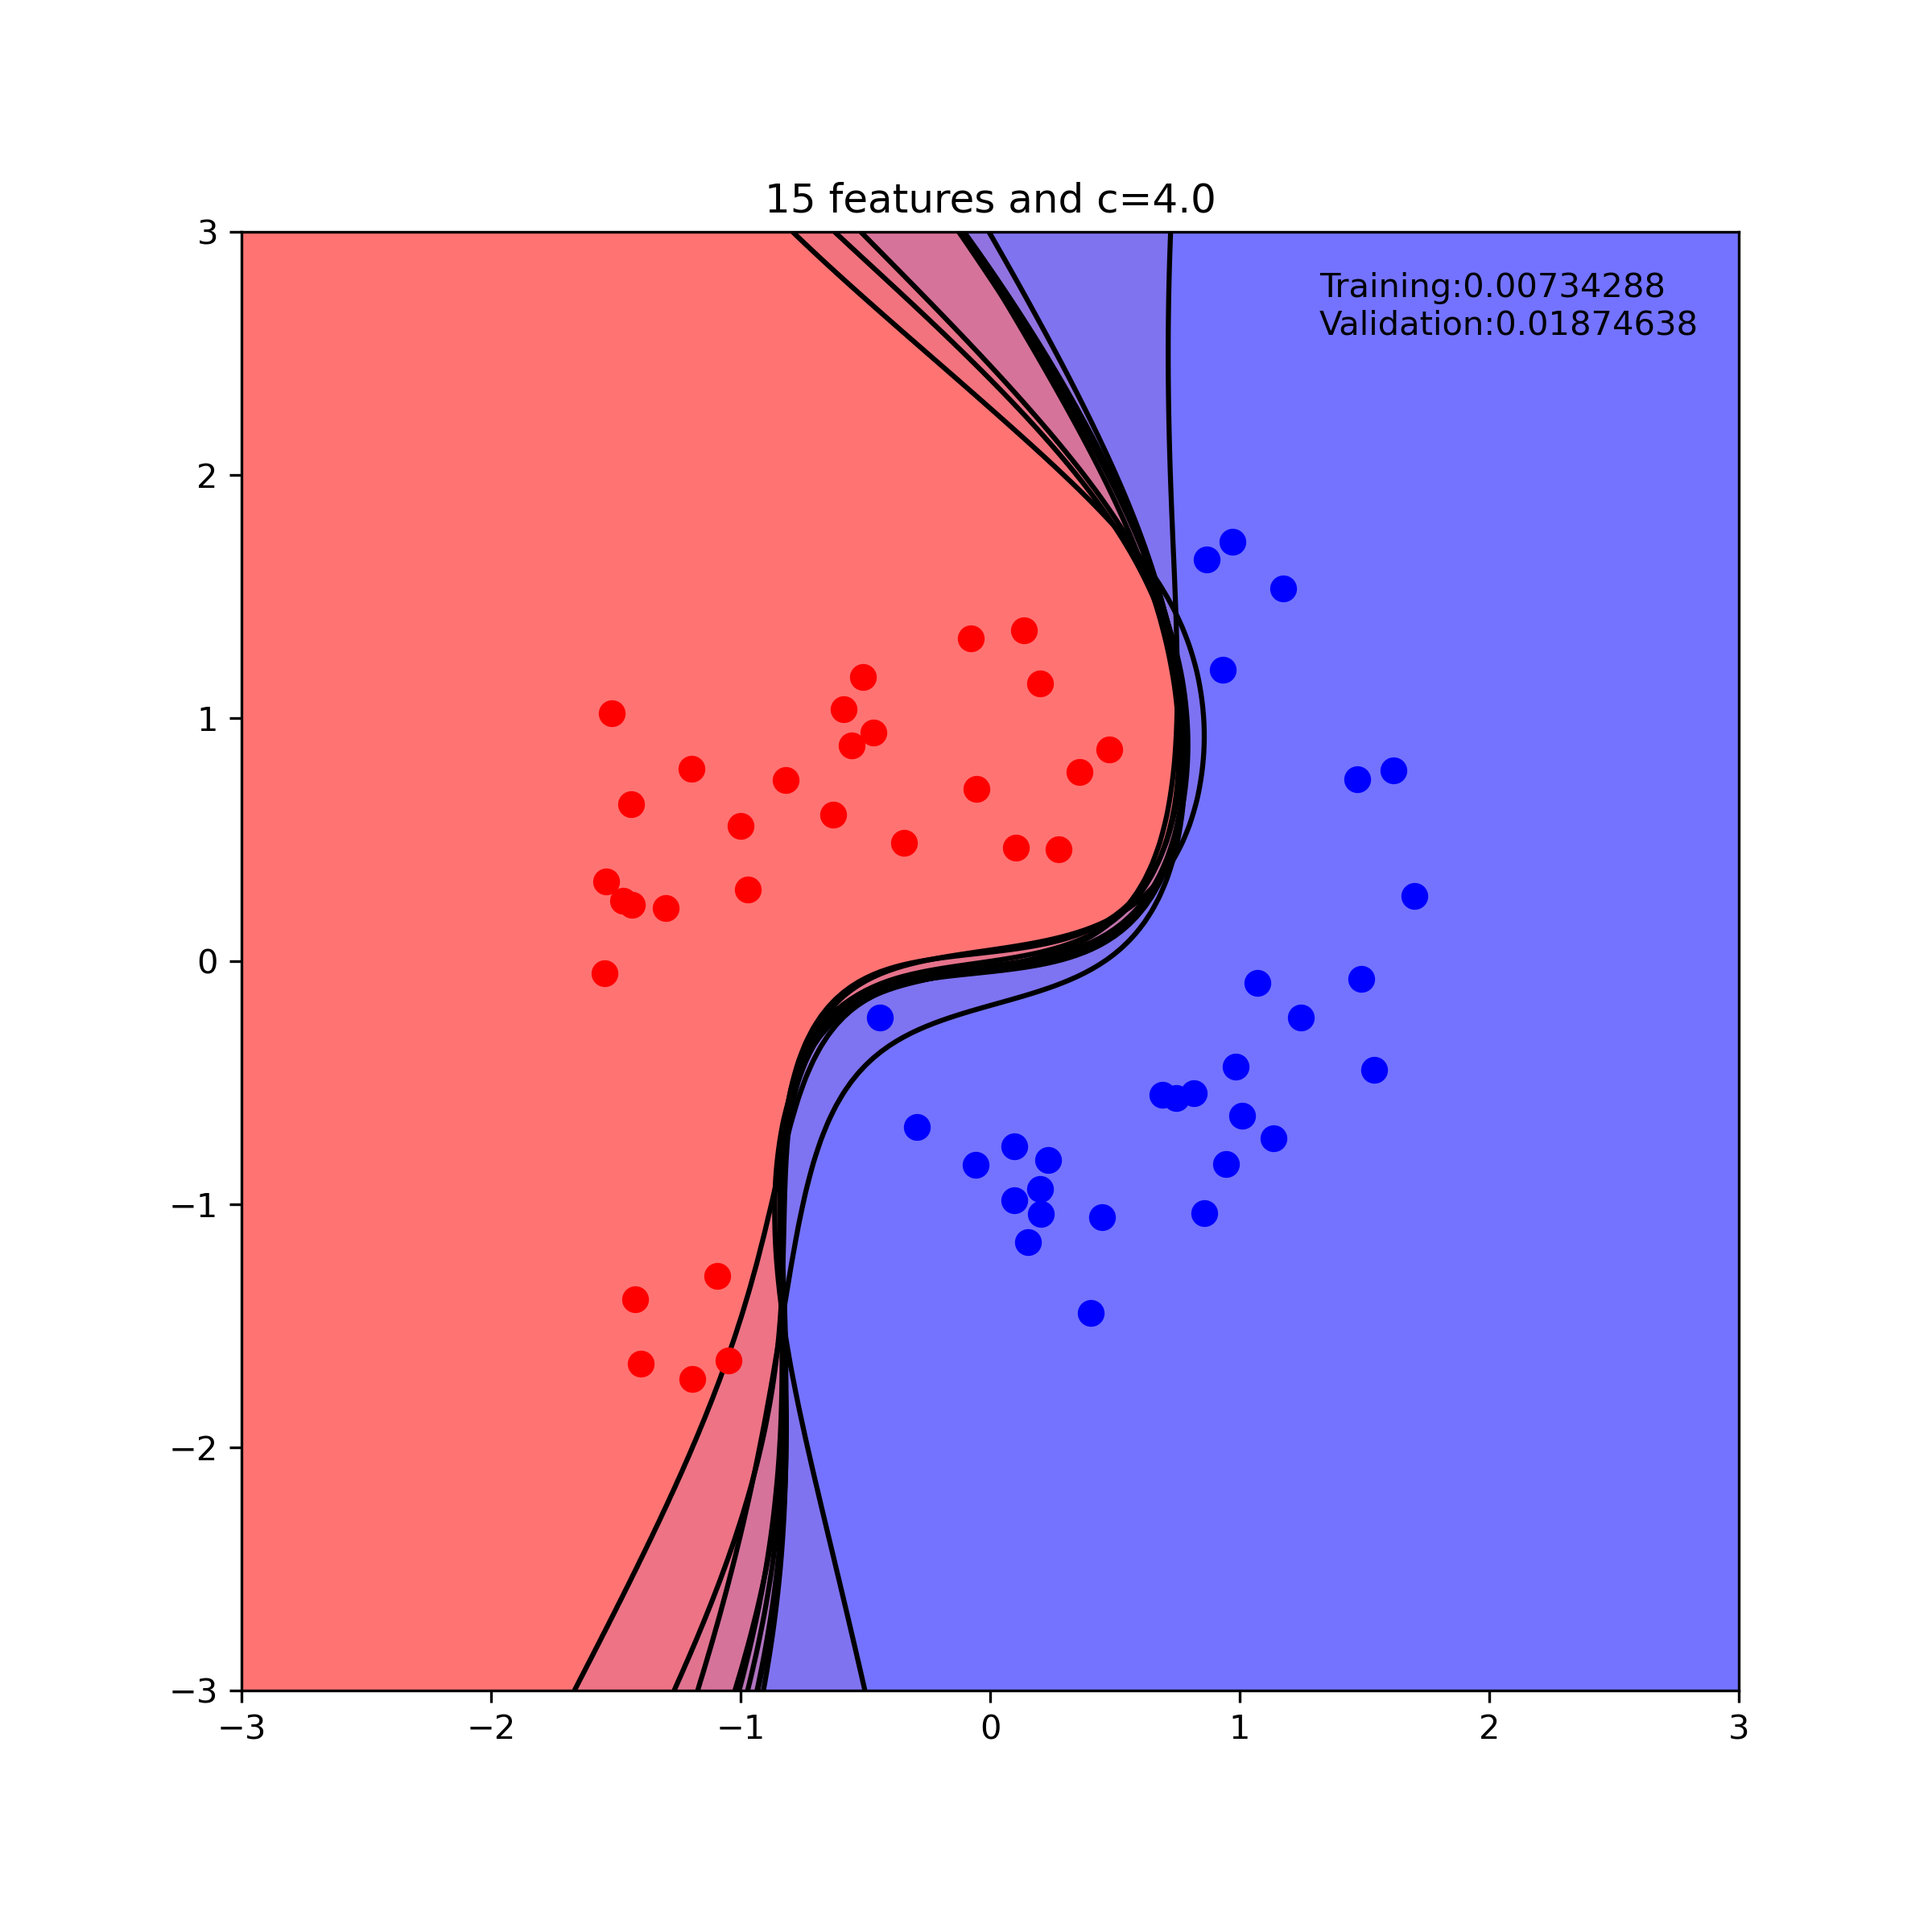 15 features and c=4.0
Training:0.00734288
Validation:0.01874638
3
2
1
0
−1
−2
−3
−3 −2 −1 0 1 2 3